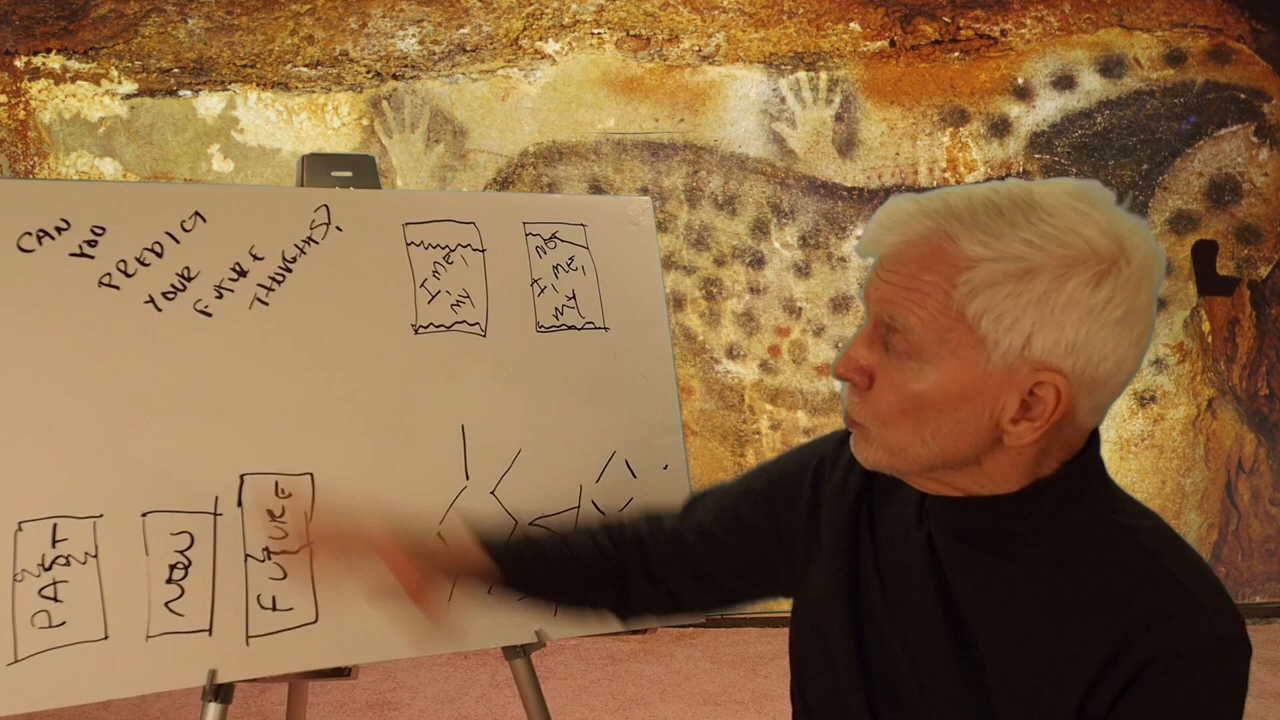 CAN
YOU
PREDICT
YOUR
FUTURE
THOUGHTS?
I-ME-
MY
NOT
I-ME-
MY
PAST
NOW
FUTURE